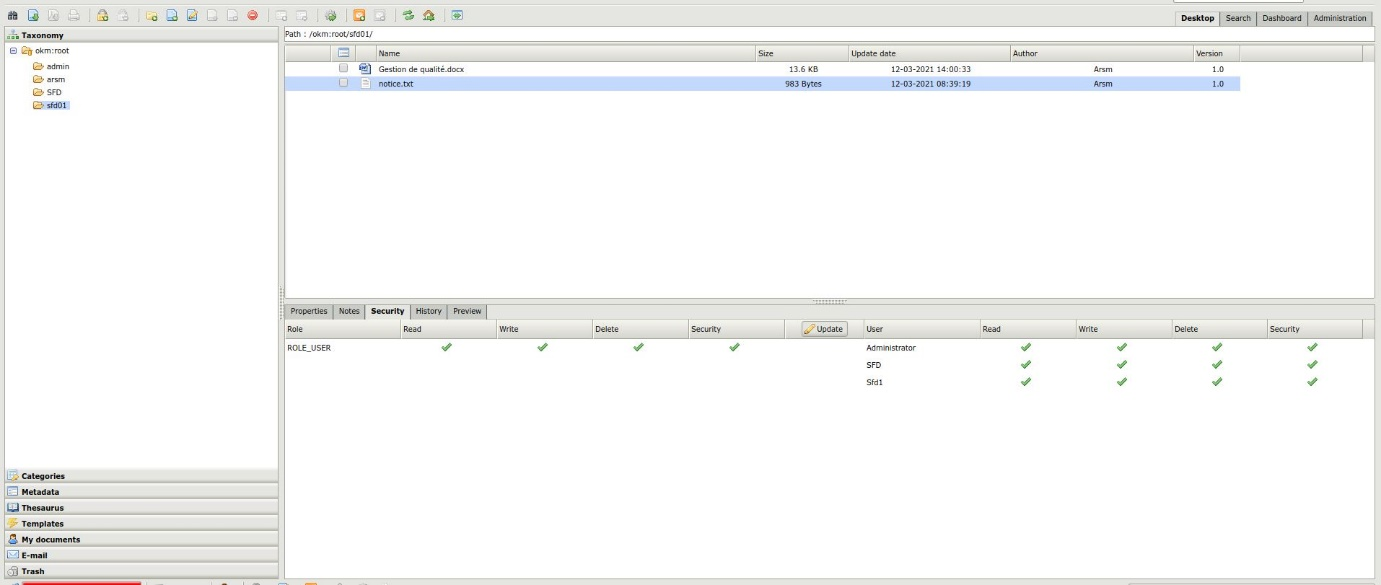 Desktop Search Dashboard Administration
Taxonomy
okm:root
admin
arsm
SFD
sfd01
Path : /okm:root/sfd01/
Name Size Update date Author Version
Gestion de qualité.docx 13.6 KB 12-03-2021 14:00:33 Arsm 1.0
notice.txt 983 Bytes 12-03-2021 08:39:19 Arsm 1.0
Properties Notes Security History Preview
Role Read Write Delete Security Update User Read Write Delete Security
ROLE_USER Administrator
SFD
Sfd1
Categories
Metadata
Thesaurus
Templates
My documents
E-mail
Trash